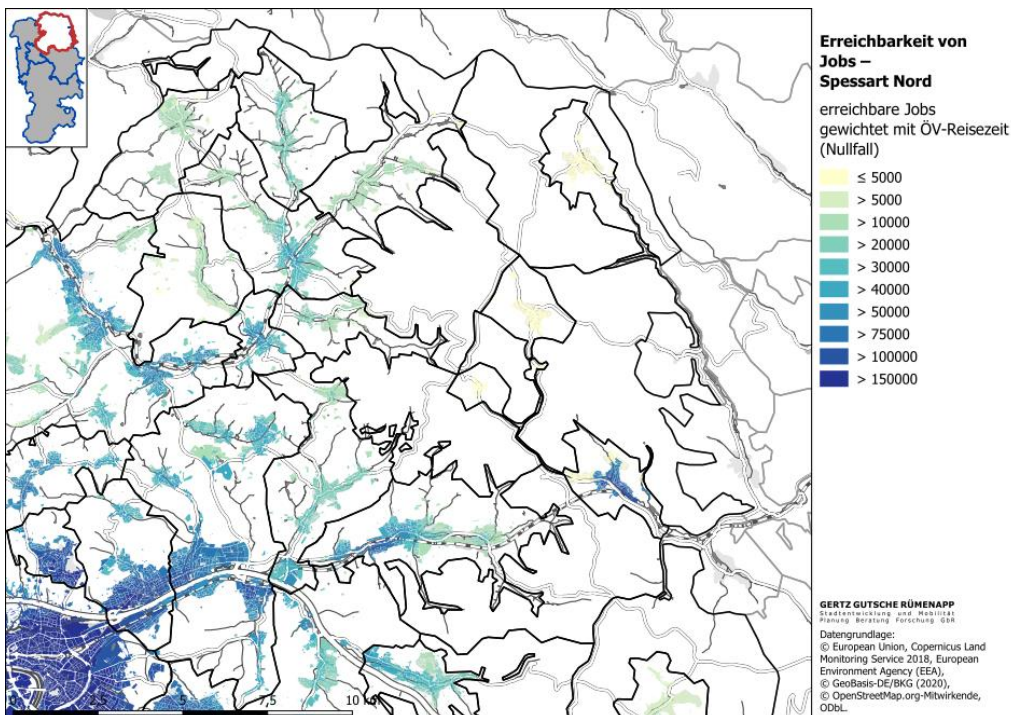 Erreichbarkeit von
Jobs –
Spessart Nord
erreichbare Jobs
gewichtet mit ÖV-Reisezeit
(Nullfall)
≤ 5000
> 5000
> 10000
> 20000
> 30000
> 40000
> 50000
> 75000
> 100000
> 150000
GERTZ GUTSCHE RÜMENAPP
Stadtentwicklung und Mobilität
Planung Beratung Forschung GbR
Datengrundlage:
© European Union, Copernicus Land
Monitoring Service 2018, European
Environment Agency (EEA),
© GeoBasis-DE/BKG (2020),
© OpenStreetMap.org-Mitwirkende,
ODbL.
0 2,5 7,5 10 km